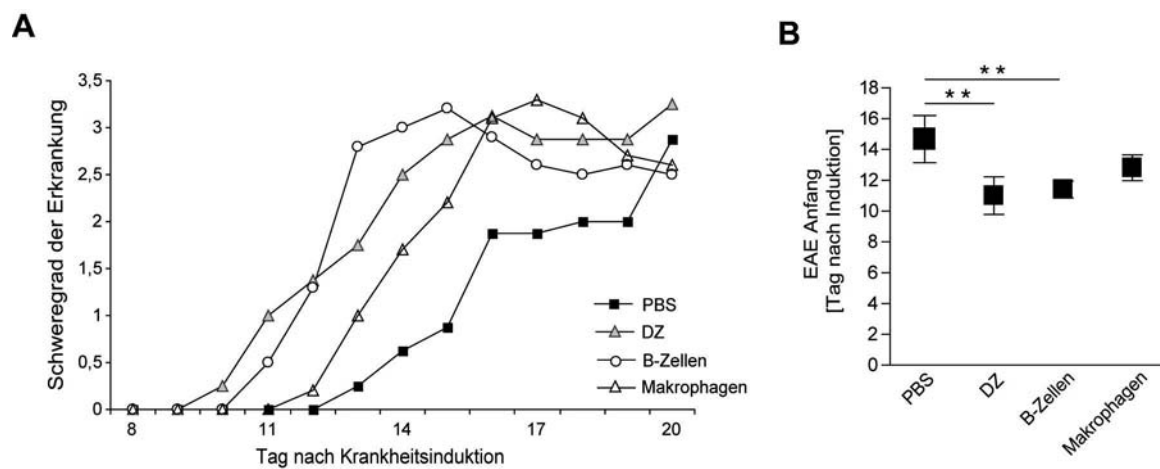 A
Schweregrad der Erkrankung
3,5
3
2,5
2
1,5
1
0,5
0
8
11
14
17
20
Tag nach Krankheitsinduktion
PBS
DZ
B-Zellen
Makrophagen
B
EAE Anfang
[Tag nach Induktion]
18
16
14
12
10
8
6
4
2
0
* *
* *
PBS
DZ
B-Zellen
Makrophagen